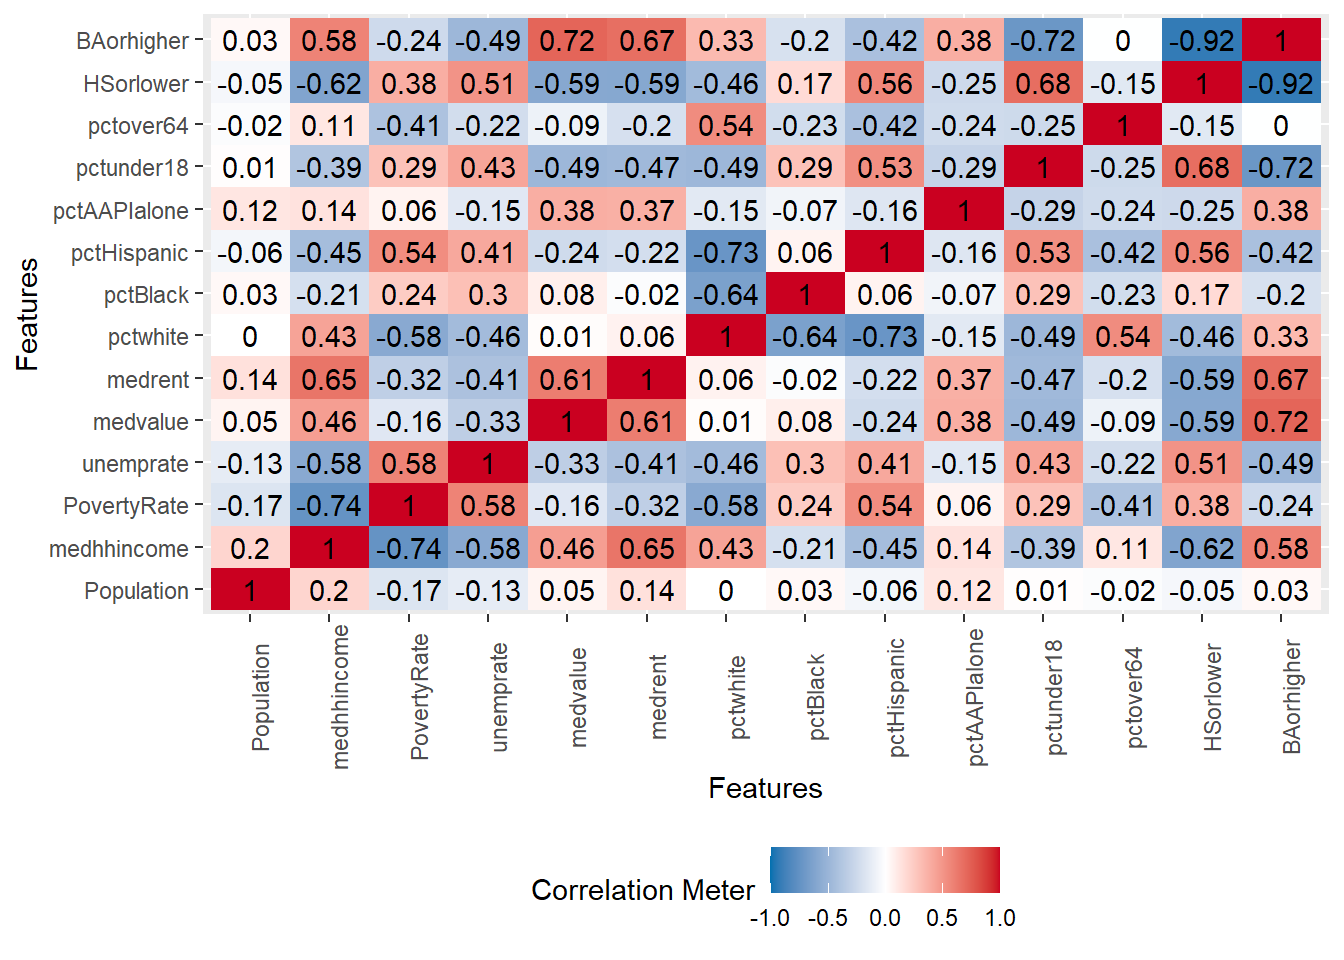 BAorhigher 0.03 0.58 -0.24 -0.49 0.72 0.67 0.33 -0.2 -0.42 0.38 -0.72 0 -0.92 1
HSorlower -0.05 -0.62 0.38 0.51 -0.59 -0.59 -0.46 0.17 0.56 -0.25 0.68 -0.15 1 -0.92
pctover64 -0.02 0.11 -0.41 -0.22 -0.09 -0.2 0.54 -0.23 -0.42 -0.24 -0.25 1 -0.15 0
pctunder18 0.01 -0.39 0.29 0.43 -0.49 -0.47 -0.49 0.29 0.53 -0.29 1 -0.25 0.68 -0.72
pctAAPIalone 0.12 0.14 0.06 -0.15 0.38 0.37 -0.15 -0.07 -0.16 1 -0.29 -0.24 -0.25 0.38
pctHispanic -0.06 -0.45 0.54 0.41 -0.24 -0.22 -0.73 0.06 1 -0.16 0.53 -0.42 0.56 -0.42
pctBlack 0.03 -0.21 0.24 0.3 0.08 -0.02 -0.64 1 0.06 -0.07 0.29 -0.23 0.17 -0.2
pctwhite 0 0.43 -0.58 -0.46 0.01 0.06 1 -0.64 -0.73 -0.15 -0.49 0.54 -0.46 0.33
medrent 0.14 0.65 -0.32 -0.41 0.61 1 0.06 -0.02 -0.22 0.37 -0.47 -0.2 -0.59 0.67
medvalue 0.05 0.46 -0.16 -0.33 1 0.61 0.01 0.08 -0.24 0.38 -0.49 -0.09 -0.59 0.72
unemprate -0.13 -0.58 0.58 1 -0.33 -0.41 -0.46 0.3 0.41 -0.15 0.43 -0.22 0.51 -0.49
PovertyRate -0.17 -0.74 1 0.58 -0.16 -0.32 -0.58 0.24 0.54 0.06 0.29 -0.41 0.38 -0.24
medhhincome 0.2 1 -0.74 -0.58 0.46 0.65 0.43 -0.21 -0.45 0.14 -0.39 0.11 -0.62 0.58
Population 1 0.2 -0.17 -0.13 0.05 0.14 0 0.03 -0.06 0.12 0.01 -0.02 -0.05 0.03
Features
Population medhhincome PovertyRate unemprate medvalue medrent pctwhite pctBlack pctHispanic pctAAPIalone pctunder18 pctover64 HSorlower BAorhigher
Features
Correlation Meter
-1.0 -0.5 0.0 0.5 1.0